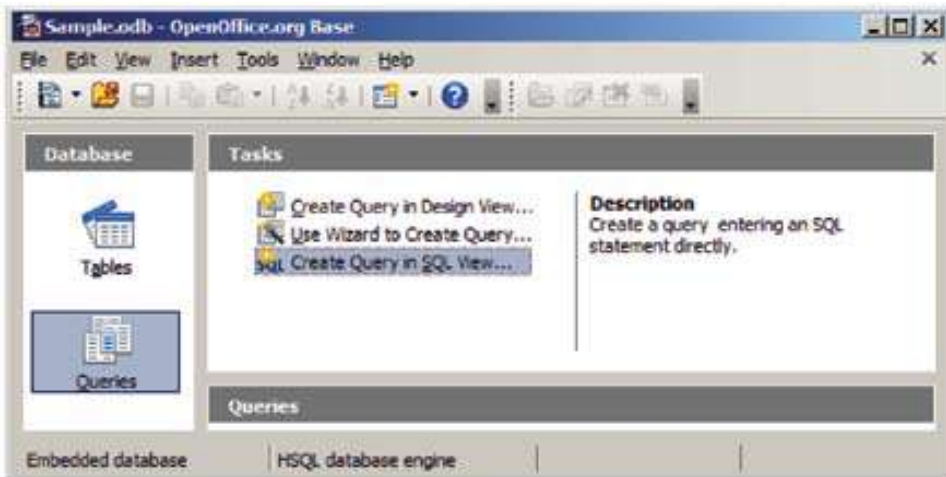 Sample.odb - OpenOffice.org Base
File Edit View Insert Tools Window Help
Database
Tables
Queries
Tasks
Create Query in Design View...
Use Wizard to Create Query...
SQL Create Query in SQL View...
Description
Create a query entering an SQL
statement directly.
Queries
Embedded database
HSQL database engine